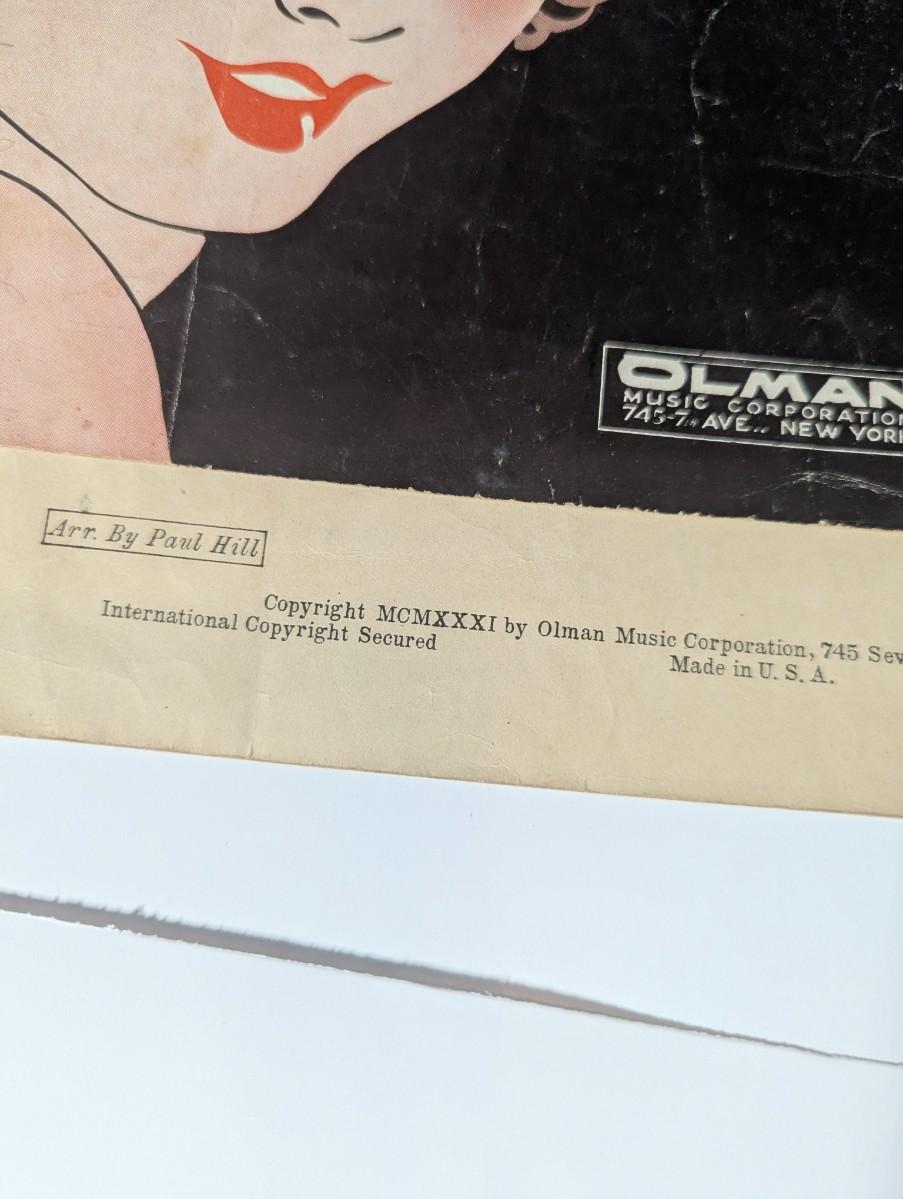 OLMAN
MUSIC CORPORATION
745-7th AVE.. NEW YORK
Arr. By Paul Hill
Copyright MCMXXXI by Olman Music Corporation, 745 Sev
International Copyright Secured
Made in U. S. A.